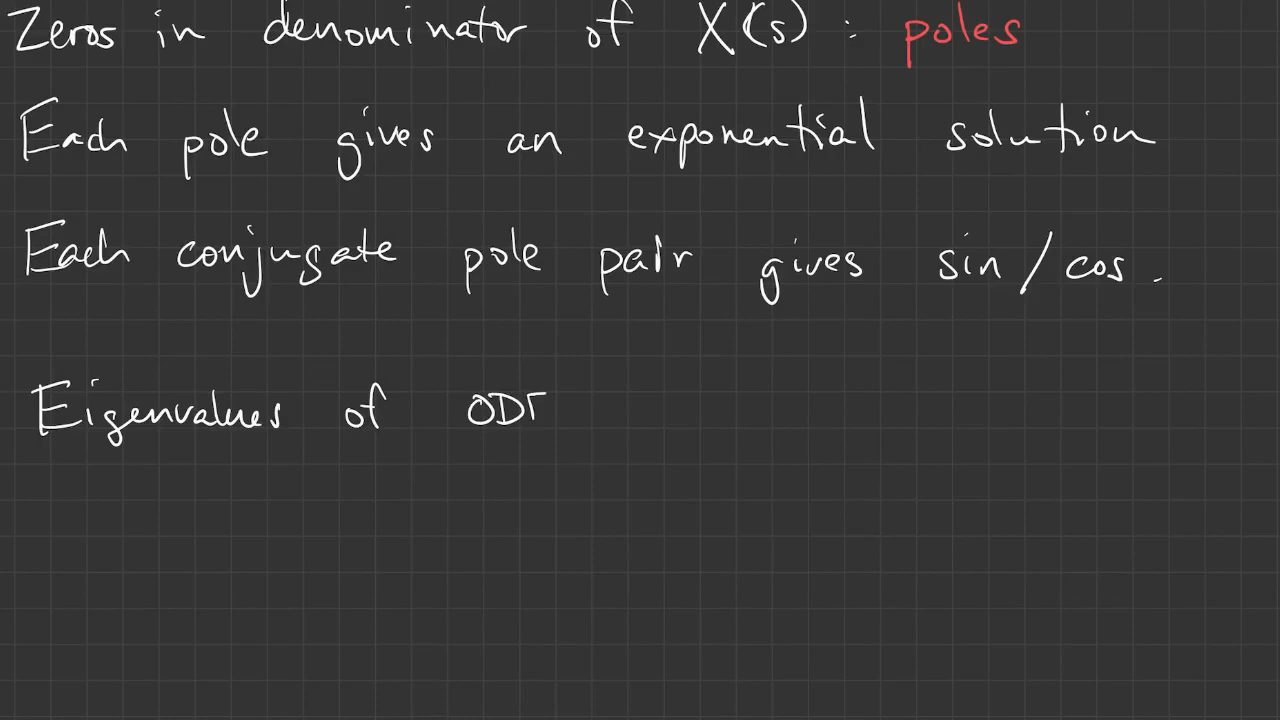 Zeros in denominator of X(s) : poles
Each pole gives an exponential solution
Each conjugate pole pair gives sin/cos.
Eigenvalues of OD